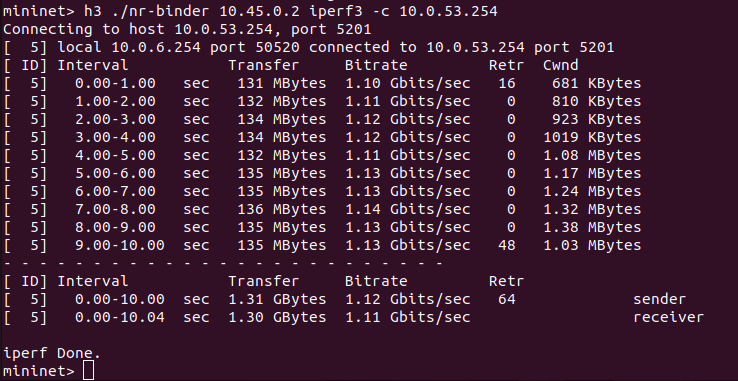 mininet> h3 ./nr-binder 10.45.0.2 iperf3 -c 10.0.53.254
Connecting to host 10.0.53.254, port 5201
[  5] local 10.0.6.254 port 50520 connected to 10.0.53.254 port 5201
[ ID] Interval           Transfer     Bitrate         Retr  Cwnd
[  5]   0.00-1.00   sec   131 MBytes  1.10 Gbits/sec   16    681 KBytes
[  5]   1.00-2.00   sec   132 MBytes  1.11 Gbits/sec    0    810 KBytes
[  5]   2.00-3.00   sec   134 MBytes  1.12 Gbits/sec    0    923 KBytes
[  5]   3.00-4.00   sec   134 MBytes  1.12 Gbits/sec    0   1019 KBytes
[  5]   4.00-5.00   sec   132 MBytes  1.11 Gbits/sec    0   1.08 MBytes
[  5]   5.00-6.00   sec   135 MBytes  1.13 Gbits/sec    0   1.17 MBytes
[  5]   6.00-7.00   sec   135 MBytes  1.13 Gbits/sec    0   1.24 MBytes
[  5]   7.00-8.00   sec   136 MBytes  1.14 Gbits/sec    0   1.32 MBytes
[  5]   8.00-9.00   sec   135 MBytes  1.13 Gbits/sec    0   1.38 MBytes
[  5]   9.00-10.00  sec   135 MBytes  1.13 Gbits/sec   48   1.03 MBytes
- - - - - - - - - - - - - - - - - - - - - - - - -
[ ID] Interval           Transfer     Bitrate         Retr
[  5]   0.00-10.00  sec  1.31 GBytes  1.12 Gbits/sec   64             sender
[  5]   0.00-10.04  sec  1.30 GBytes  1.11 Gbits/sec                  receiver
iperf Done.
mininet>